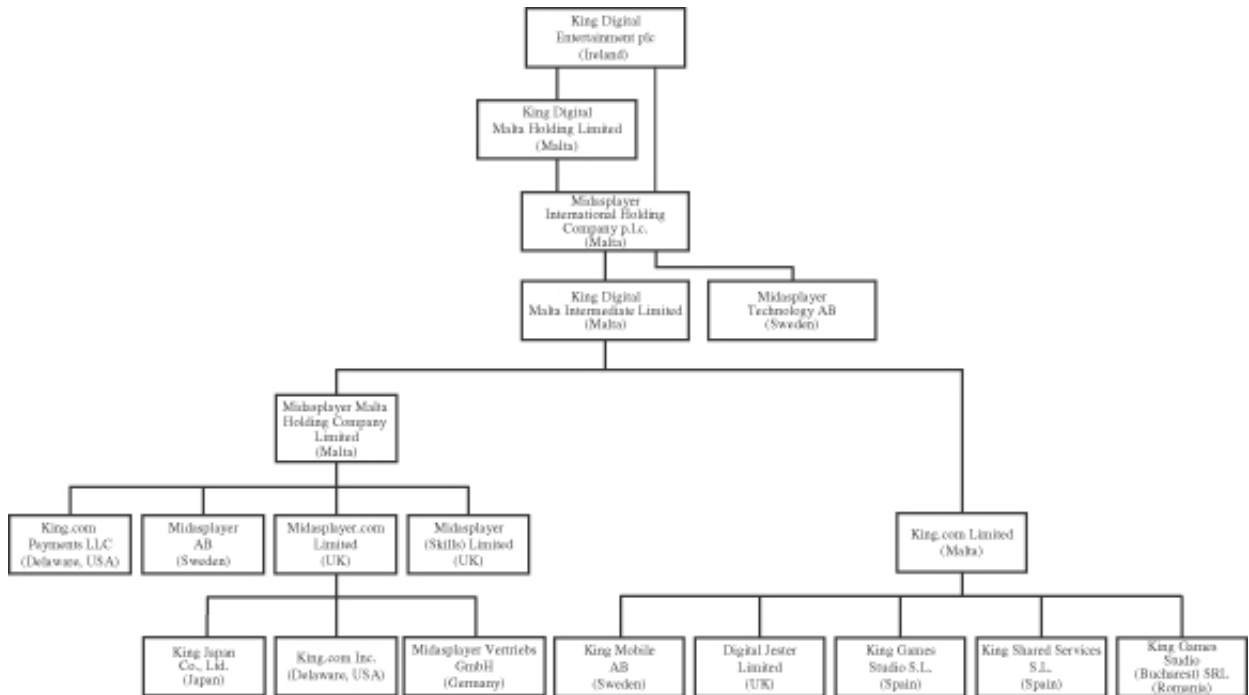 King Digital
Entertainment plc
(Ireland)
King Digital
Malta Holding Limited
(Malta)
Midasplayer
International Holding
Company p.l.c.
(Malta)
King Digital
Malta Intermediate Limited
(Malta)
Midasplayer
Technology AB
(Sweden)
Midasplayer Malta
Holding Company
Limited
(Malta)
King.com
Payments LLC
(Delaware, USA)
Midasplayer
AB
(Sweden)
Midasplayer.com
Limited
(UK)
Midasplayer
(Skills) Limited
(UK)
King.com Limited
(Malta)
King Japan
Co., Ltd.
(Japan)
King.com Inc.
(Delaware, USA)
Midasplayer Vertriebs
GmbH
(Germany)
King Mobile
AB
(Sweden)
Digital Jester
Limited
(UK)
King Games
Studio S.L.
(Spain)
King Shared Services
S.L.
(Spain)
King Games
Studio
(Bucharest) SRL
(Romania)